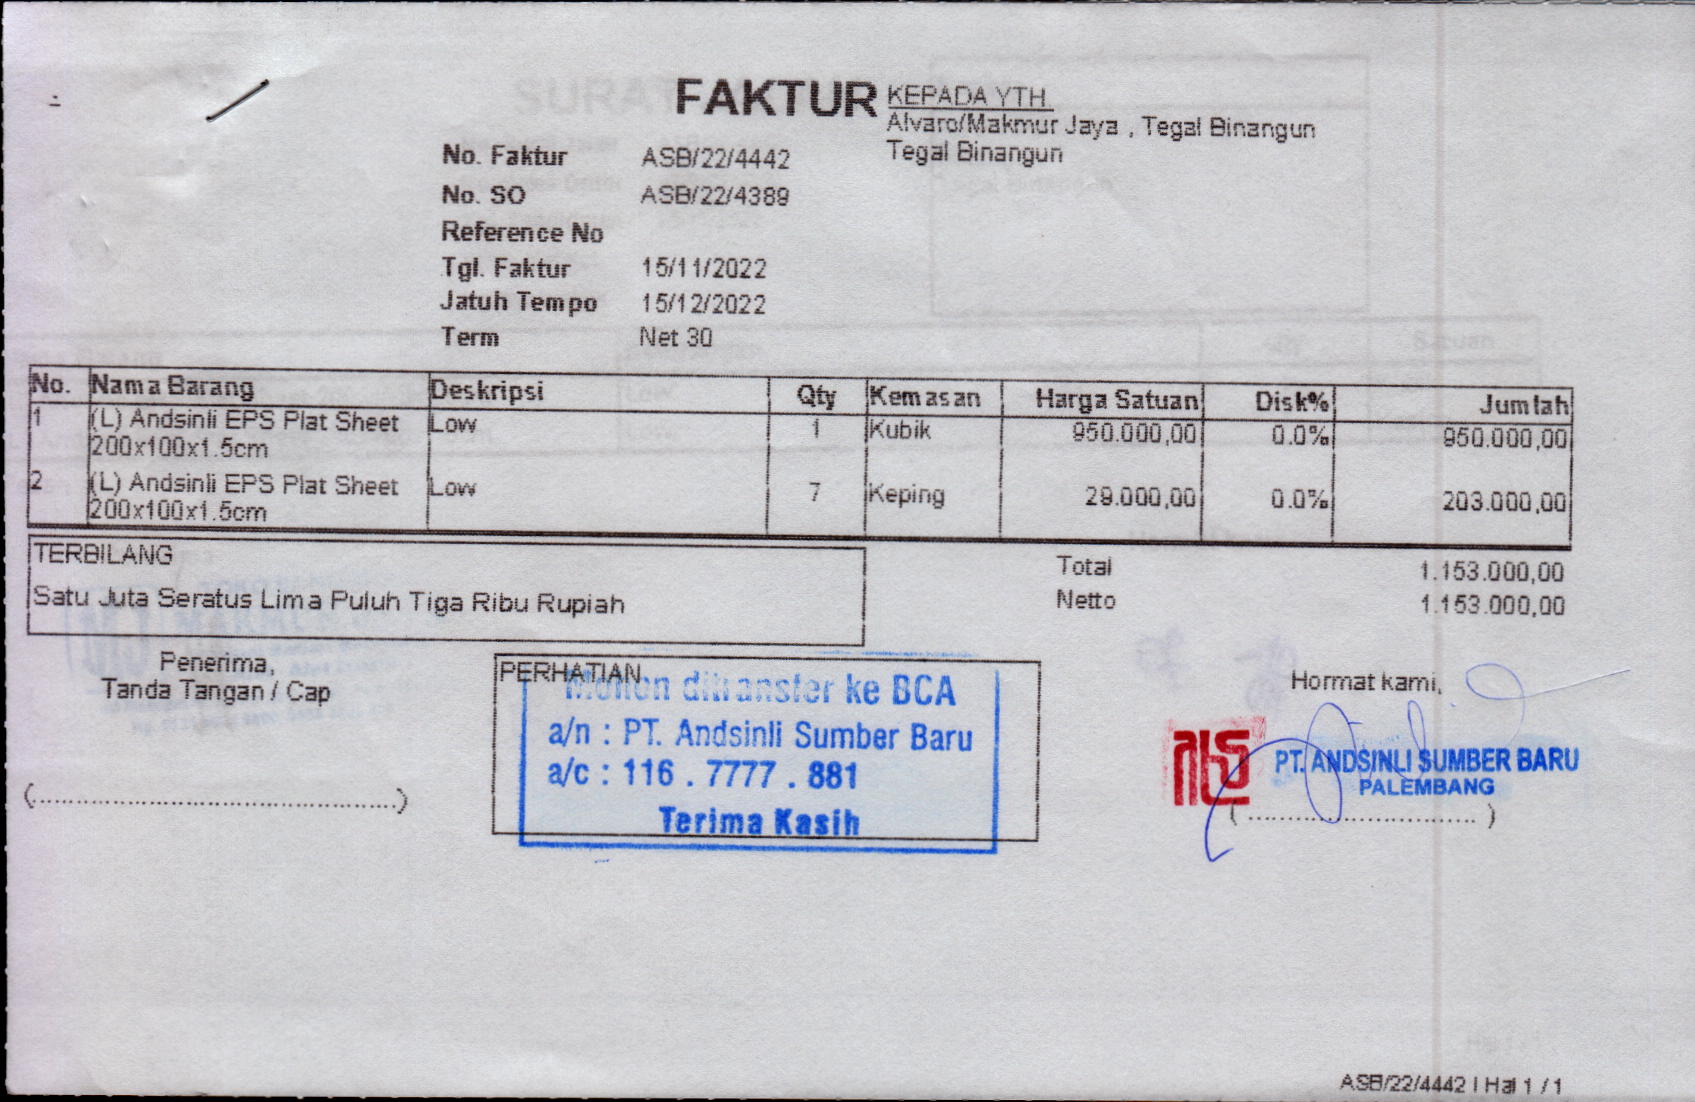 FAKTUR
KEPADA YTH.
Alvaro/Makmur Jaya , Tegal Binangun
Tegal Binangun
No. Faktur ASB/22/4442
No. SO ASB/22/4389
Reference No
Tgl. Faktur 15/11/2022
Jatuh Tempo 15/12/2022
Term Net 30
No. Nama Barang Deskripsi Qty Kemasan Harga Satuan Disk% Jumlah
1 (L) Andsinli EPS Plat Sheet Low 1 Kubik 950.000,00 0.0% 950.000,00
200x100x1.5cm
2 (L) Andsinli EPS Plat Sheet Low 7 Keping 29.000,00 0.0% 203.000,00
200x100x1.5cm
TERBILANG
Satu Juta Seratus Lima Puluh Tiga Ribu Rupiah
Total 1.153.000,00
Netto 1.153.000,00
Penerima,
Tanda Tangan / Cap
(........................................)
PERHATIAN
Mohon ditransfer ke BCA
a/n : PT. Andsinli Sumber Baru
a/c : 116 . 7777 . 881
Terima Kasih
Hormat kami,
PT. ANDSINLI SUMBER BARU
PALEMBANG
( ............................ )
ASB/22/4442 | Hal 1 / 1